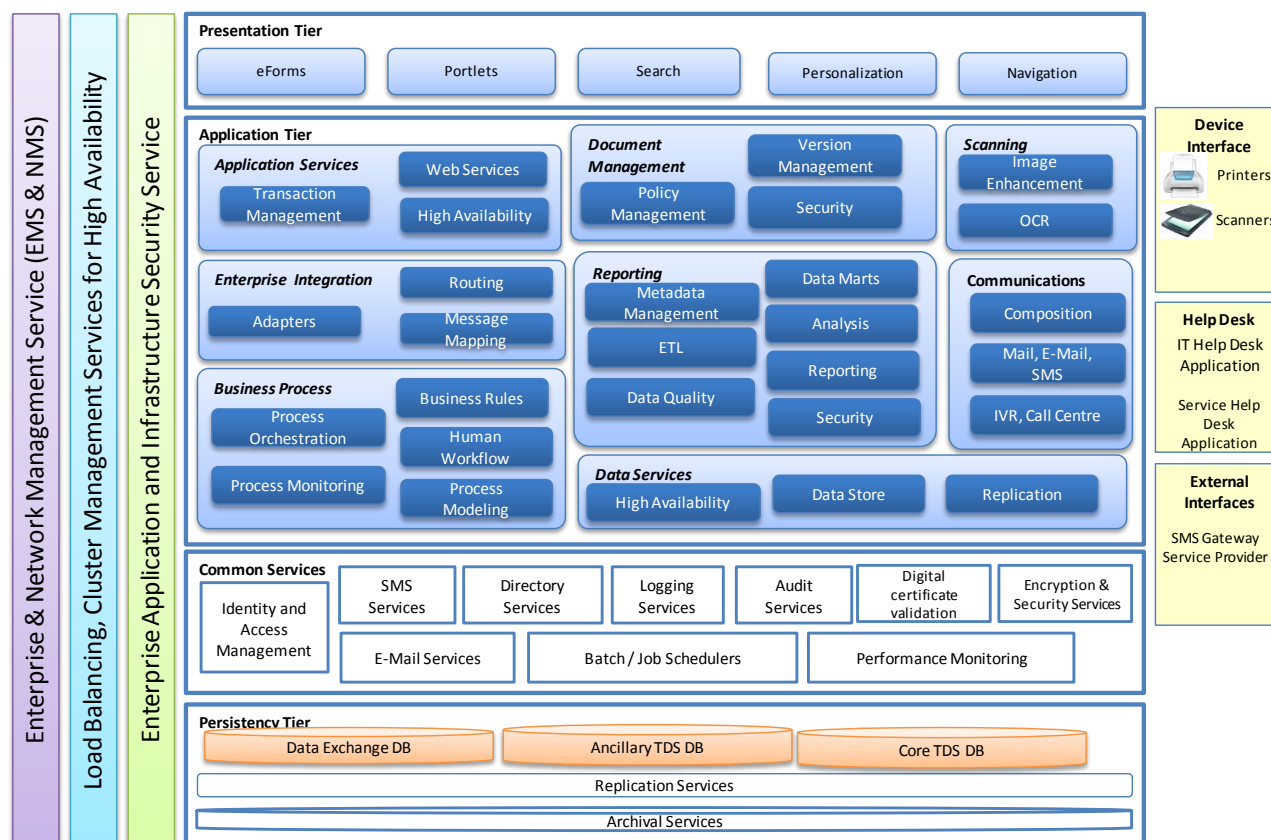 Enterprise & Network Management Service (EMS & NMS)
Load Balancing, Cluster Management Services for High Availability
Enterprise Application and Infrastructure Security Service
Presentation Tier
eForms
Portlets
Search
Personalization
Navigation
Application Tier
Application Services
Web Services
Transaction
Management
High Availability
Document
Management
Version
Management
Policy
Management
Security
Scanning
Image
Enhancement
OCR
Enterprise Integration
Routing
Adapters
Message
Mapping
Reporting
Data Marts
Metadada
Management
Analysis
ETL
Reporting
Data Quality
Security
Communications
Composition
Mail, E-Mail,
SMS
IVR, Call Centre
Business Process
Business Rules
Process
Orchestration
Human
Workflow
Process Monitoring
Process
Modeling
Data Services
High Availability
Data Store
Replication
Common Services
Identity and
Access
Management
SMS
Services
Directory
Services
Logging
Services
Audit
Services
Digital
certificate
validation
Encryption &
Security Services
E-Mail Services
Batch / Job Schedulers
Performance Monitoring
Persistency Tier
Data Exchange DB
Ancillary TDS DB
Core TDS DB
Replication Services
Archival Services
Device
Interface
Printers
Scanners
Help Desk
IT Help Desk
Application
Service Help
Desk
Application
External
Interfaces
SMS Gateway
Service Provider